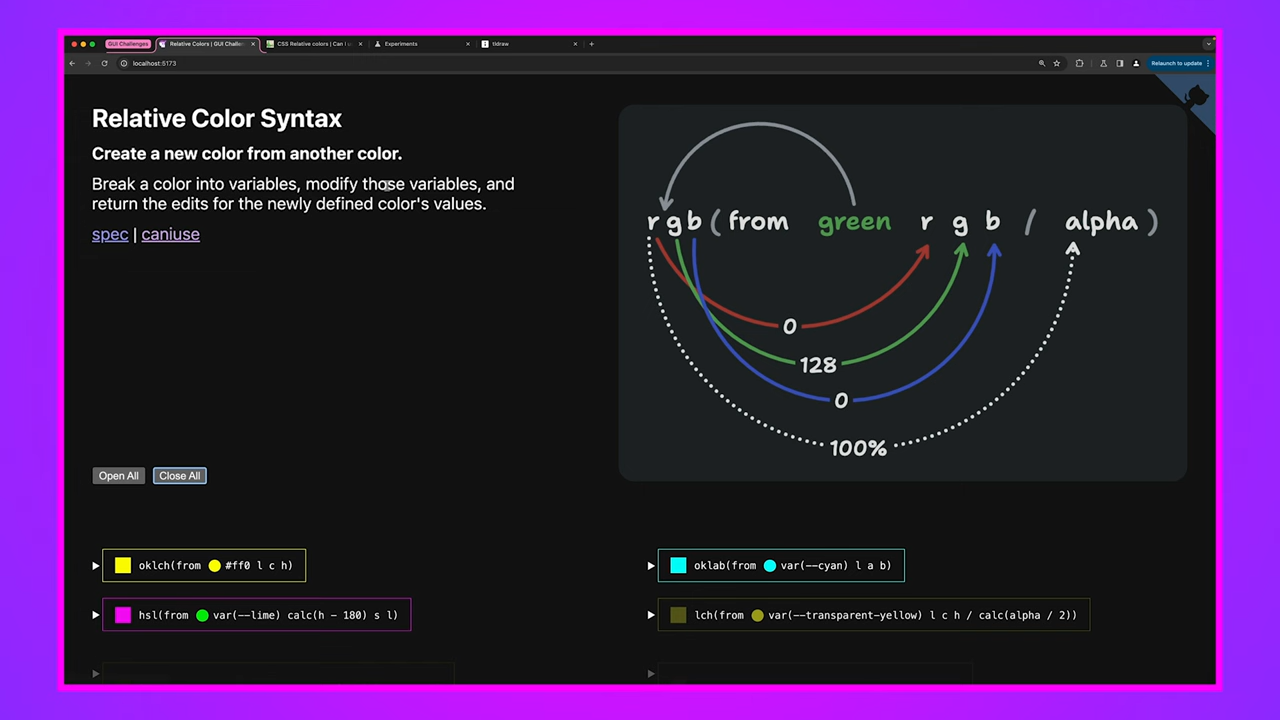 GUI Challenges
Relative Colors | GUI Challen
CSS Relative colors | Can I u
Experiments
tldraw
localhost:5173
Relaunch to update
Relative Color Syntax
Create a new color from another color.
Break a color into variables, modify those variables, and
return the edits for the newly defined color's values.
spec | caniuse
rgb(from green r g b / alpha)
0
128
0
100%
Open All
Close All
oklch(from #ff0 l c h)
oklab(from var(--cyan) l a b)
hsl(from var(--lime) calc(h - 180) s l)
lch(from var(--transparent-yellow) l c h / calc(alpha / 2))